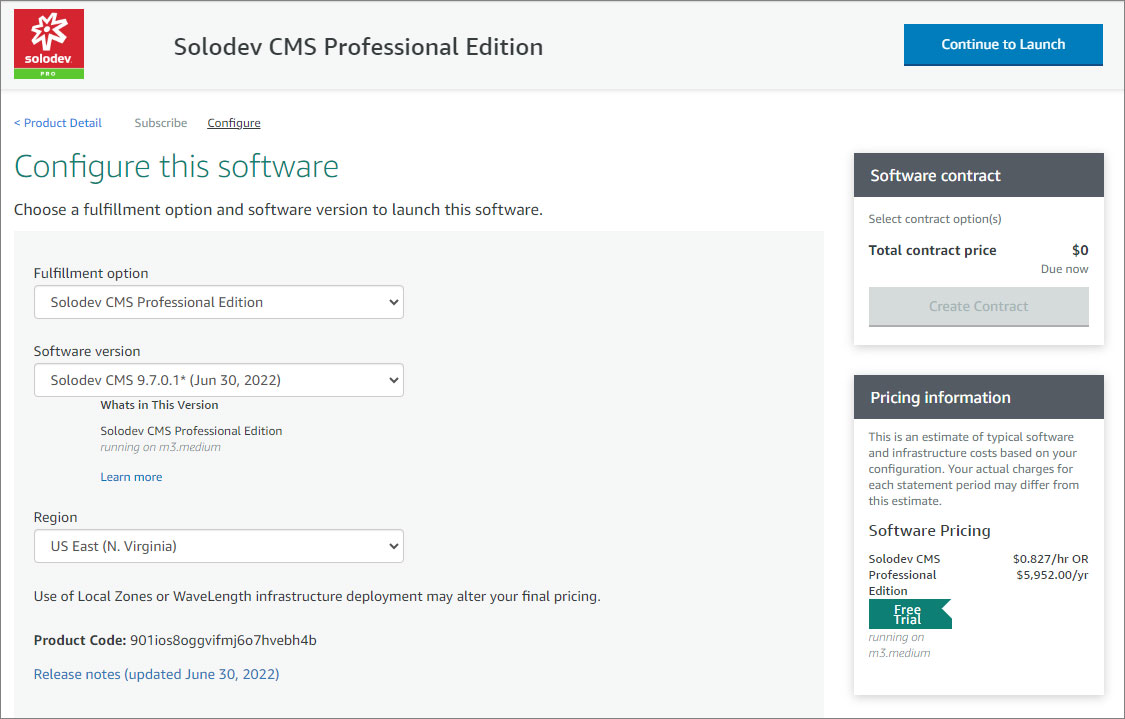 solodev
PRO
Solodev CMS Professional Edition
Continue to Launch
< Product Detail
Subscribe
Configure
Configure this software
Choose a fulfillment option and software version to launch this software.
Fulfillment option
Solodev CMS Professional Edition
Software version
Solodev CMS 9.7.0.1* (Jun 30, 2022)
Whats in This Version
Solodev CMS Professional Edition
running on m3.medium
Learn more
Region
US East (N. Virginia)
Use of Local Zones or WaveLength infrastructure deployment may alter your final pricing.
Product Code: 901ios8oggvifmj6o7hvebh4b
Release notes (updated June 30, 2022)
Software contract
Select contract option(s)
Total contract price $0
Due now
Create Contract
Pricing information
This is an estimate of typical software
and infrastructure costs based on your
configuration. Your actual charges for
each statement period may differ from
this estimate.
Software Pricing
Solodev CMS $0.827/hr OR
Professional $5,952.00/yr
Edition
Free
Trial
running on
m3.medium